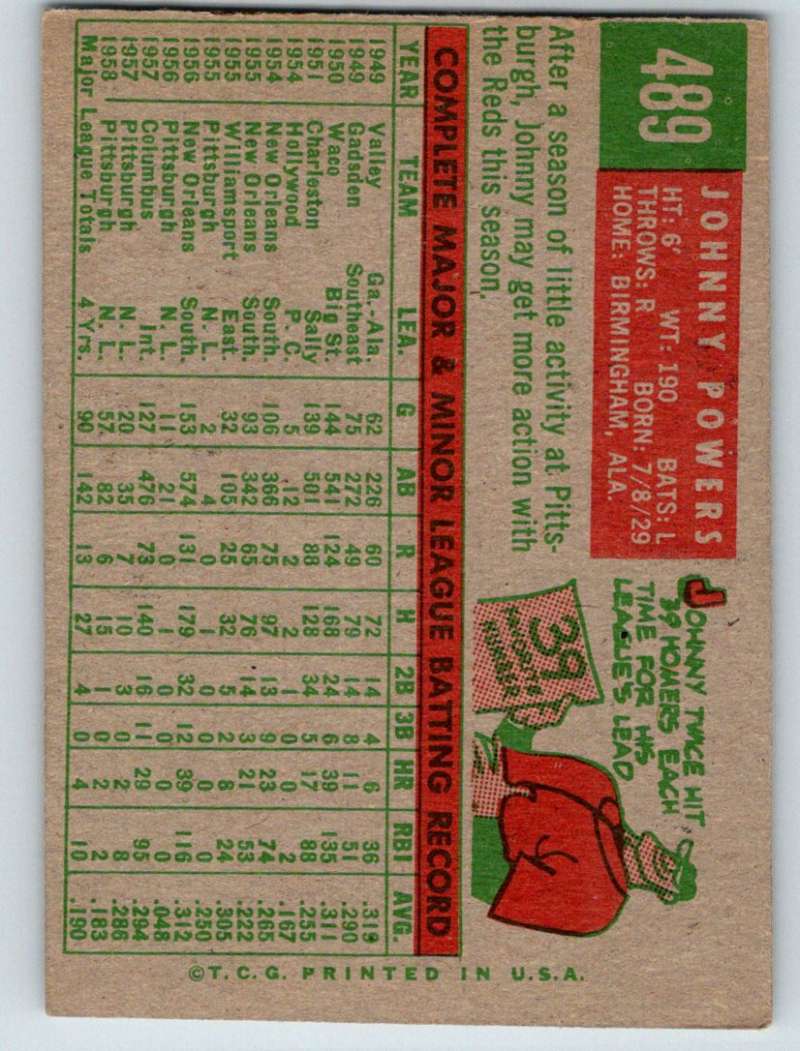 489
JOHNNY POWERS
HT: 6' WT: 190 BATS: L
THROWS: R BORN: 7/8/29
HOME: BIRMINGHAM, ALA.
After a season of little activity at Pitts-
burgh, Johnny may get more action with
the Reds this season.
JOHNNY TWICE HIT
39 HOMERS EACH
TIME FOR HIS
LEAGUE'S LEAD
39
FAVORITE
NUMBER
COMPLETE MAJOR & MINOR LEAGUE BATTING RECORD
YEAR TEAM LEA. G AB R H 2B 3B HR RBI AVG.
1949 Valley Ga.-Ala. 62 226 60 72 14 4 6 36 .319
1949 Gadsden Southeast 75 272 49 79 14 8 11 51 .290
1950 Waco Big St. 144 541 124 168 24 6 39 135 .311
1951 Charleston Sally 139 501 88 128 34 5 17 88 .255
1954 Hollywood P. C. 5 12 2 2 1 0 0 2 .167
1954 New Orleans South. 106 366 75 97 13 9 23 74 .265
1955 New Orleans South. 93 342 65 76 14 3 21 53 .222
1955 Williamsport East. 32 105 25 32 5 2 8 24 .305
1955 Pittsburgh N. L. 2 4 0 1 0 0 0 0 .250
1956 New Orleans South. 153 574 131 179 32 12 39 116 .312
1956 Pittsburgh N. L. 11 21 0 1 0 0 0 0 .048
1957 Columbus Int. 127 476 73 140 16 11 29 95 .294
1957 Pittsburgh N. L. 20 35 7 10 3 0 2 8 .286
1958 Pittsburgh N. L. 57 82 6 15 1 0 2 2 .183
Major League Totals 4 Yrs. 90 142 13 27 4 0 4 10 .190
©T. C. G. PRINTED IN U.S.A.